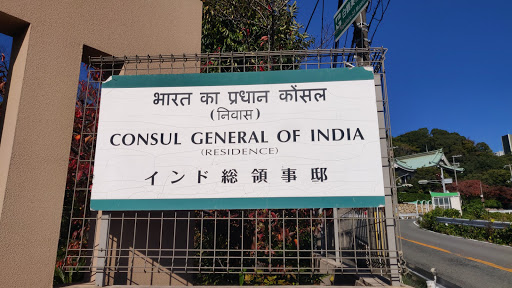 भारत का प्रधान कोंसल
(निवास)
CONSUL GENERAL OF INDIA
(RESIDENCE)
インド総領事邸